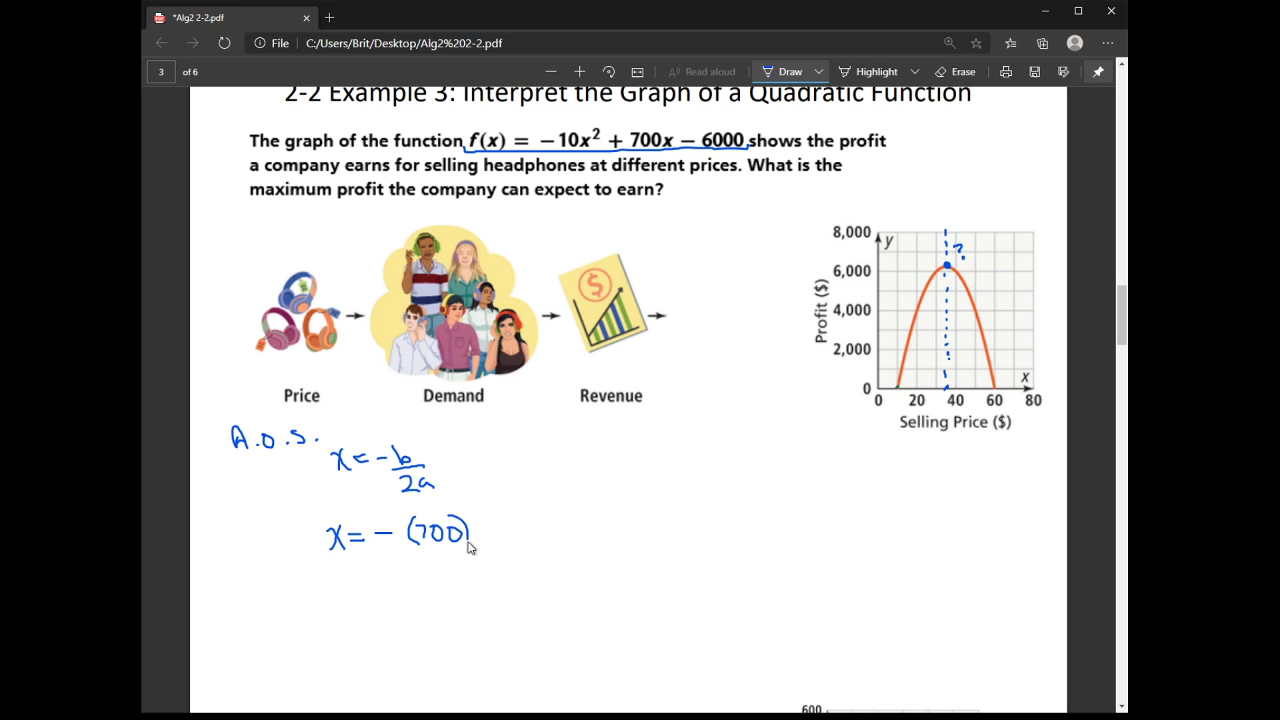 *Alg2 2-2.pdf
File C:/Users/Brit/Desktop/Alg2%202-2.pdf
3 of 6 Read aloud Draw Highlight Erase
2-2 Example 3: Interpret the Graph of a Quadratic Function
The graph of the function f(x) = −10x² + 700x − 6000 shows the profit
a company earns for selling headphones at different prices. What is the
maximum profit the company can expect to earn?
Price
Demand
$
Revenue
Profit ($)
8,000
6,000
4,000
2,000
0
y
?
x
0 20 40 60 80
Selling Price ($)
A.O.S.
x = -b/2a
x = - (700)
600